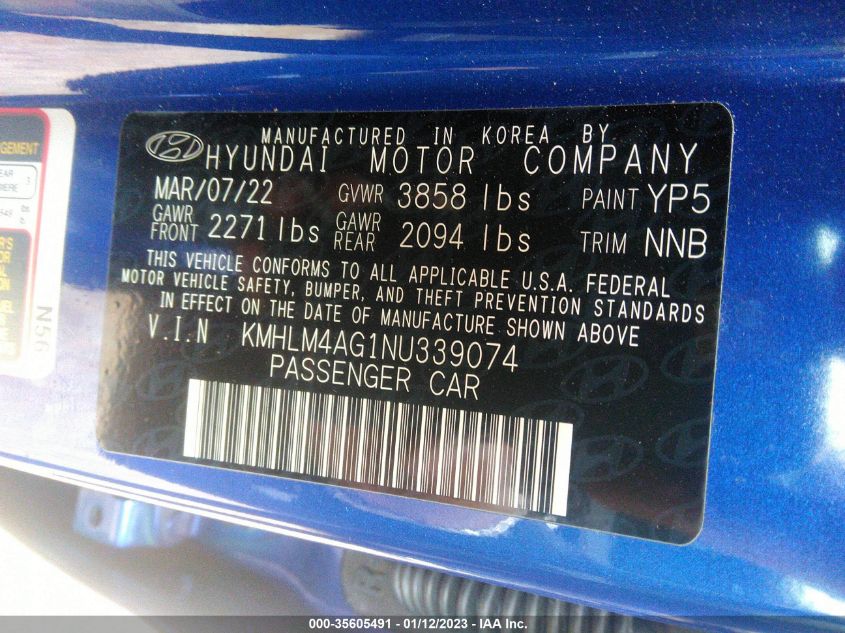 MANUFACTURED IN KOREA BY
HYUNDAI MOTOR COMPANY
MAR/07/22 GVWR 3858 lbs PAINT YP5
GAWR FRONT 2271 lbs GAWR REAR 2094 lbs TRIM NNB
THIS VEHICLE CONFORMS TO ALL APPLICABLE U.S.A. FEDERAL
MOTOR VEHICLE SAFETY, BUMPER, AND THEFT PREVENTION STANDARDS
IN EFFECT ON THE DATE OF MANUFACTURE SHOWN ABOVE
V.I.N KMHLM4AG1NU339074
PASSENGER CAR
N56
000-35605491 - 01/12/2023 - IAA Inc.